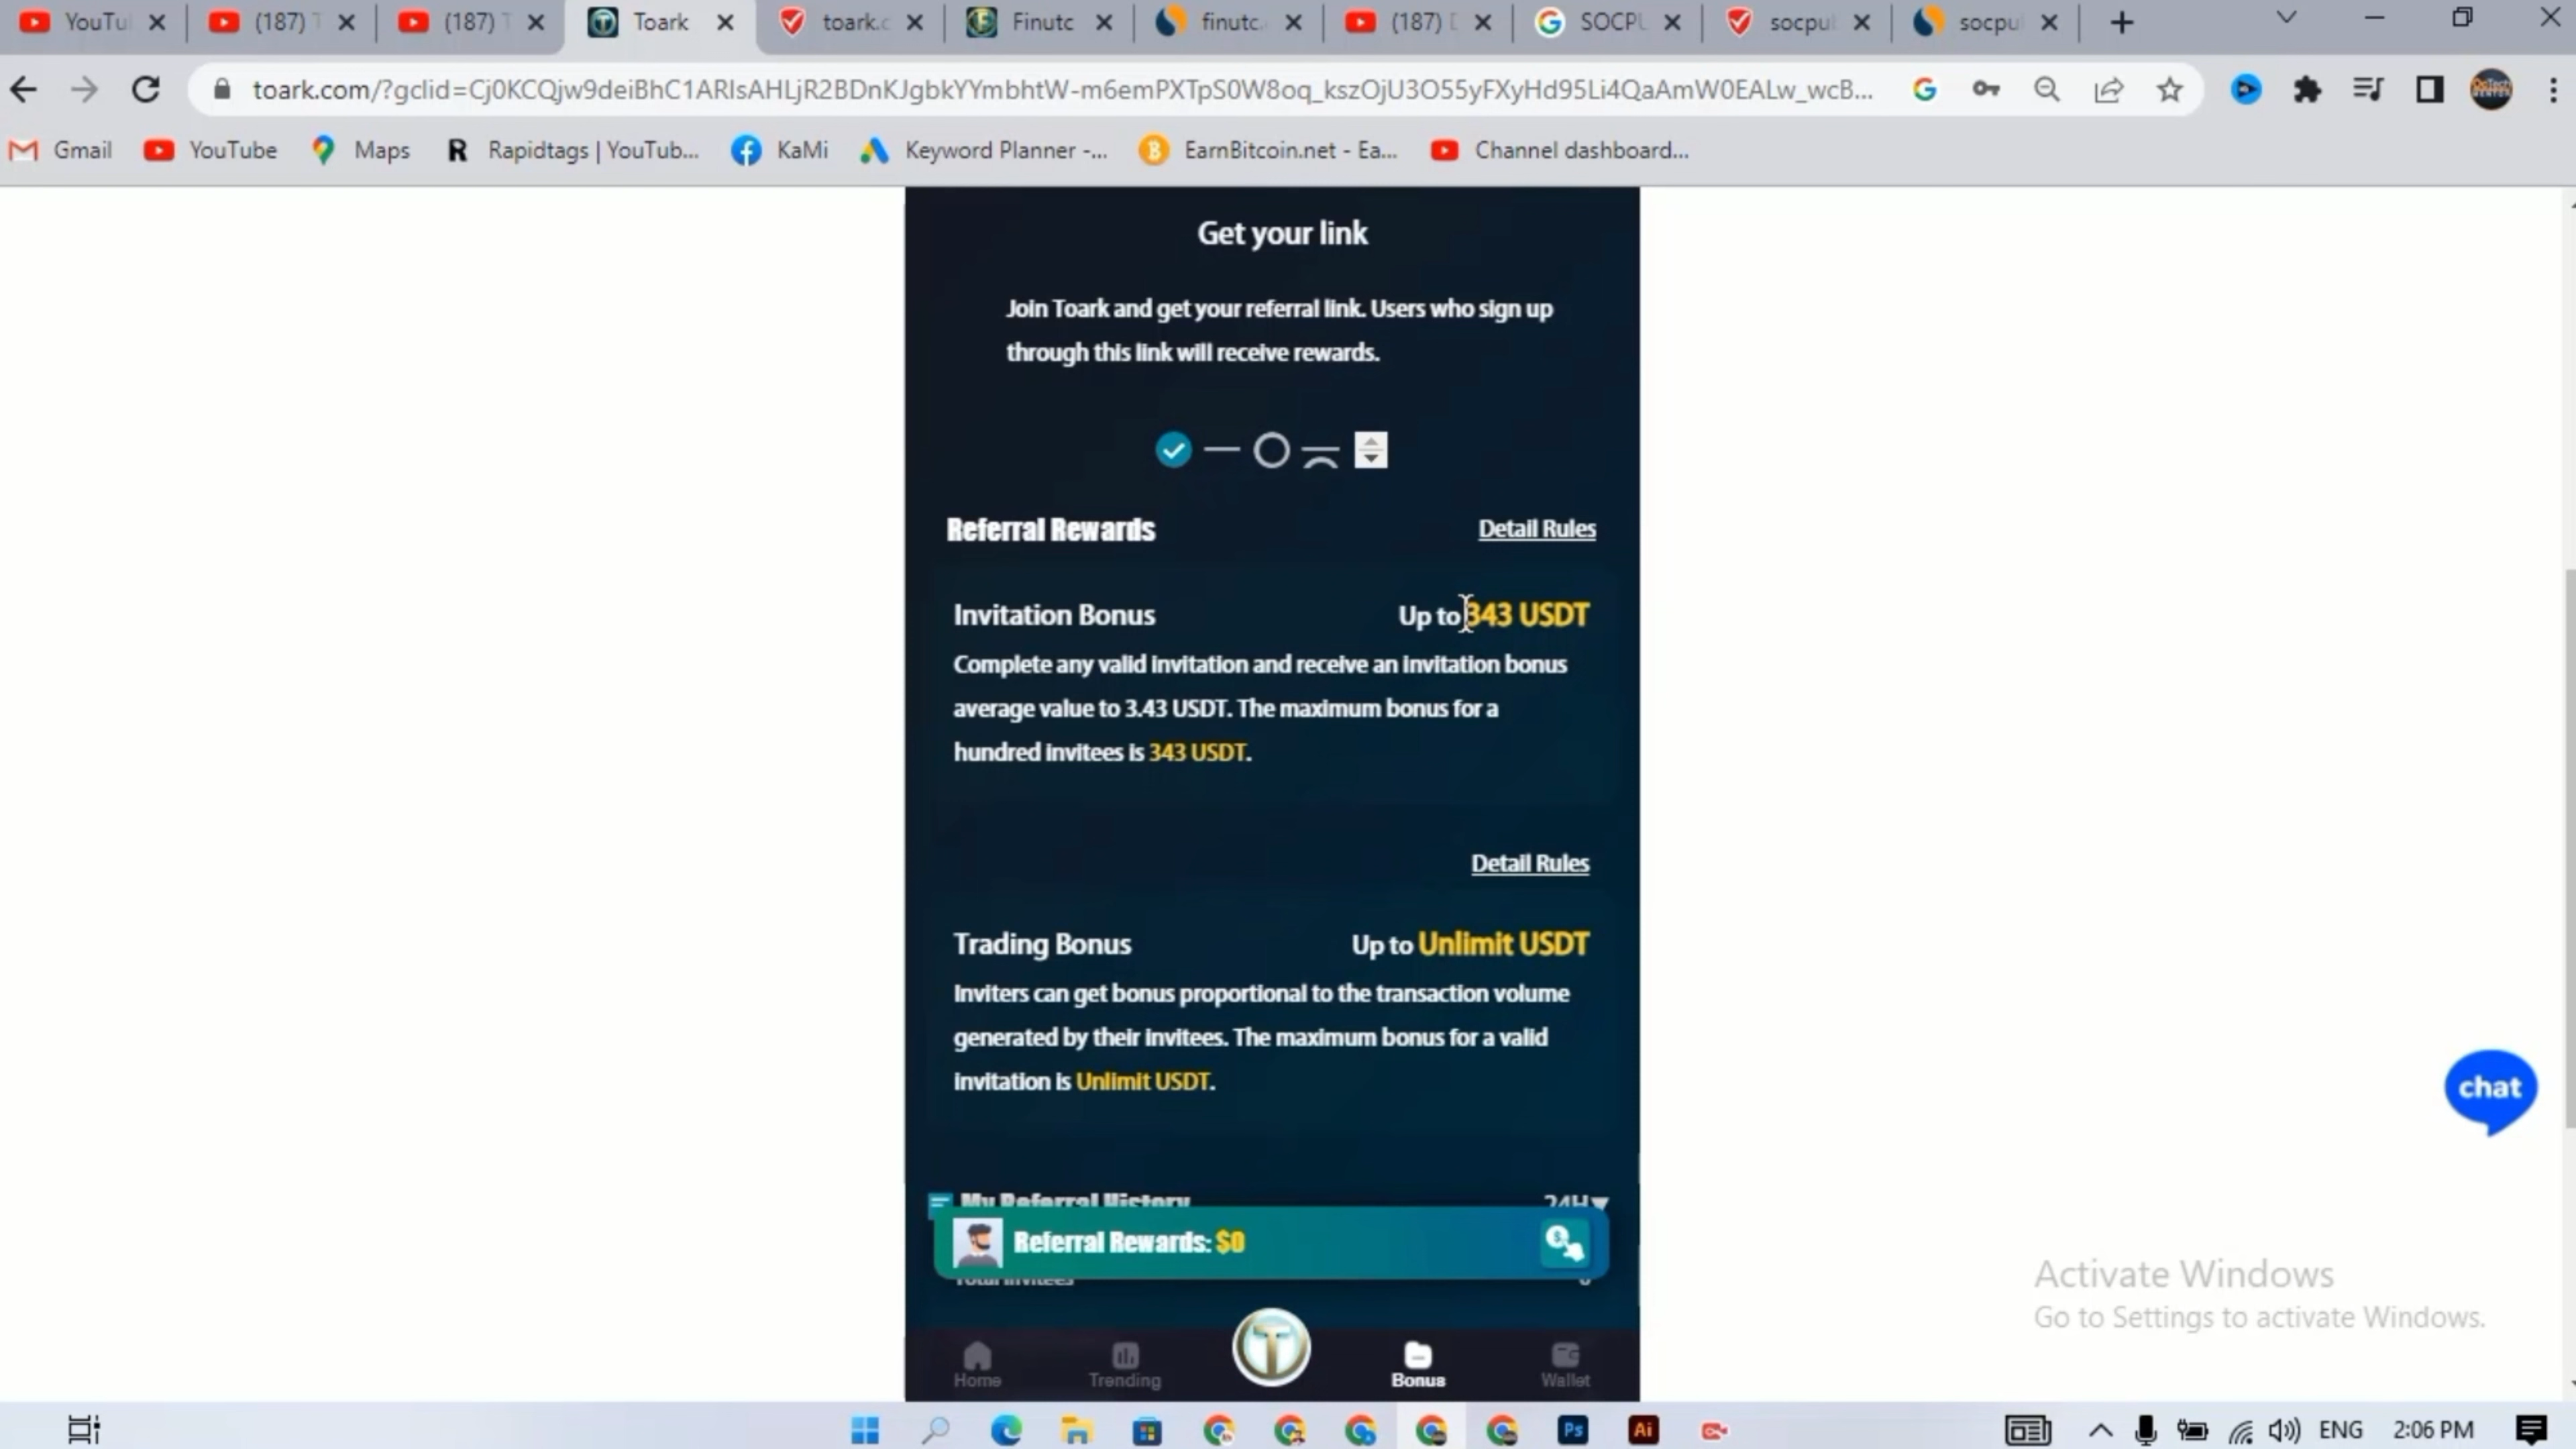 YouTu
(187) T
(187) T
Toark
toark.c
Finutc
finutc.
(187) D
SOCPU
socpu
socpu
toark.com/?gclid=Cj0KCQjw9deiBhC1ARIsAHLjR2BDnKJgbkYYmbhtW-m6emPXTpS0W8oq_kszOjU3O55yFXyHd95Li4QaAmW0EALw_wcB...
Gmail
YouTube
Maps
Rapidtags | YouTub...
KaMi
Keyword Planner -...
EarnBitcoin.net - Ea...
Channel dashboard...
Get your link
Join Toark and get your referral link. Users who sign up
through this link will receive rewards.
Referral Rewards
Detail Rules
Invitation Bonus
Up to 343 USDT
Complete any valid invitation and receive an invitation bonus
average value to 3.43 USDT. The maximum bonus for a
hundred invitees is 343 USDT.
Detail Rules
Trading Bonus
Up to Unlimit USDT
Inviters can get bonus proportional to the transaction volume
generated by their invitees. The maximum bonus for a valid
invitation is Unlimit USDT.
My Referral History
24H
Referral Rewards: $0
Total Invitees
0
Home
Trending
Bonus
Wallet
chat
Activate Windows
Go to Settings to activate Windows.
Ps
Ai
ENG
2:06 PM